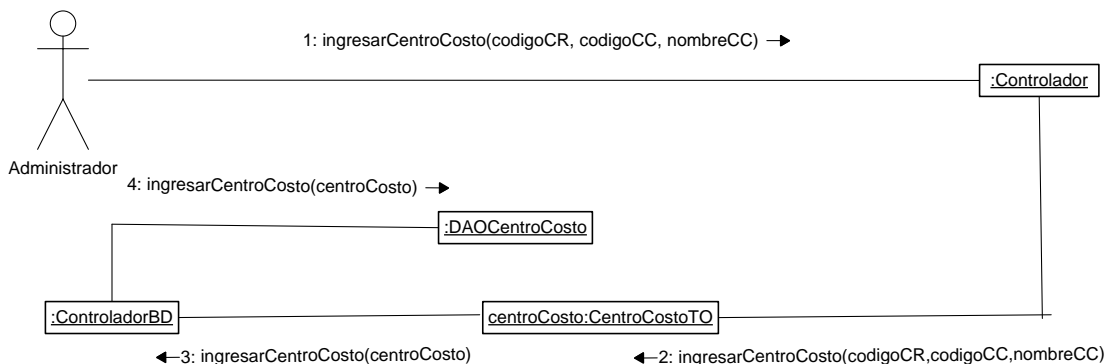 1: ingresarCentroCosto(codigoCR, codigoCC, nombreCC)
:Controlador
Administrador
4: ingresarCentroCosto(centroCosto)
:DAOCentroCosto
:ControladorBD
centroCosto:CentroCostoTO
3: ingresarCentroCosto(centroCosto)
2: ingresarCentroCosto(codigoCR,codigoCC,nombreCC)